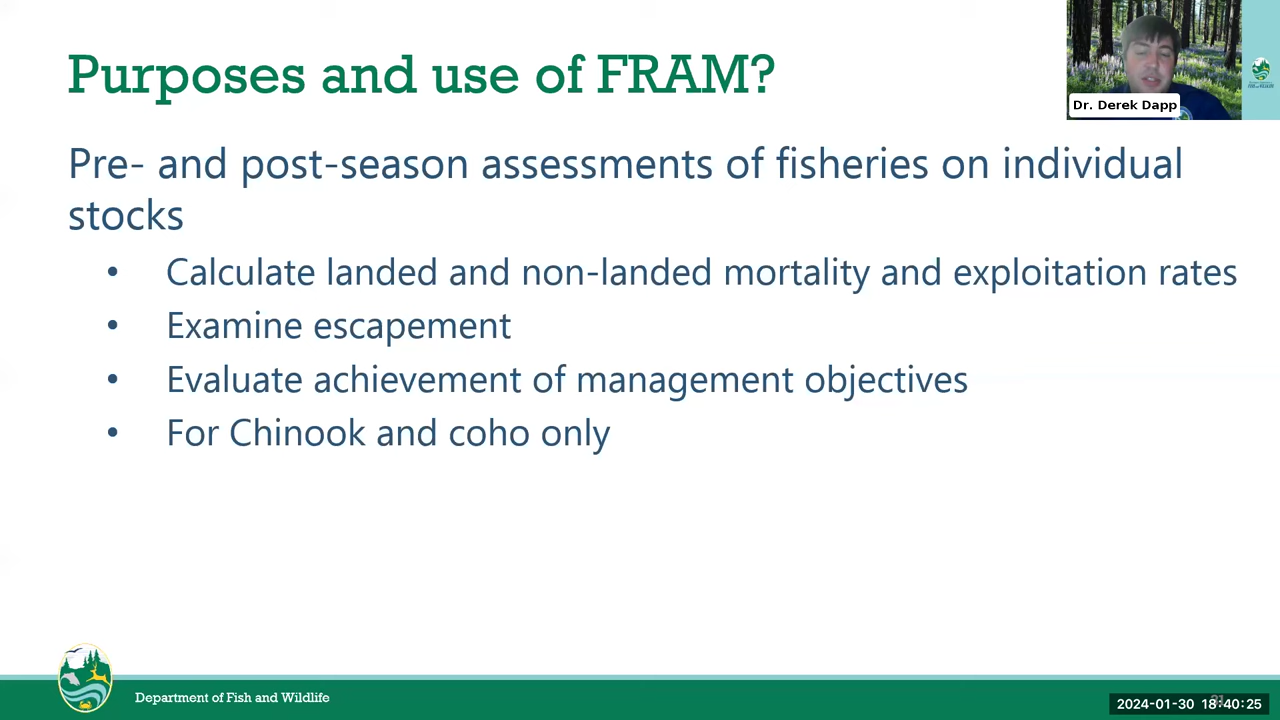 Purposes and use of FRAM?
Dr. Derek Dapp
Pre- and post-season assessments of fisheries on individual
stocks
• Calculate landed and non-landed mortality and exploitation rates
• Examine escapement
• Evaluate achievement of management objectives
• For Chinook and coho only
Department of Fish and Wildlife
2024-01-30 18:40:25